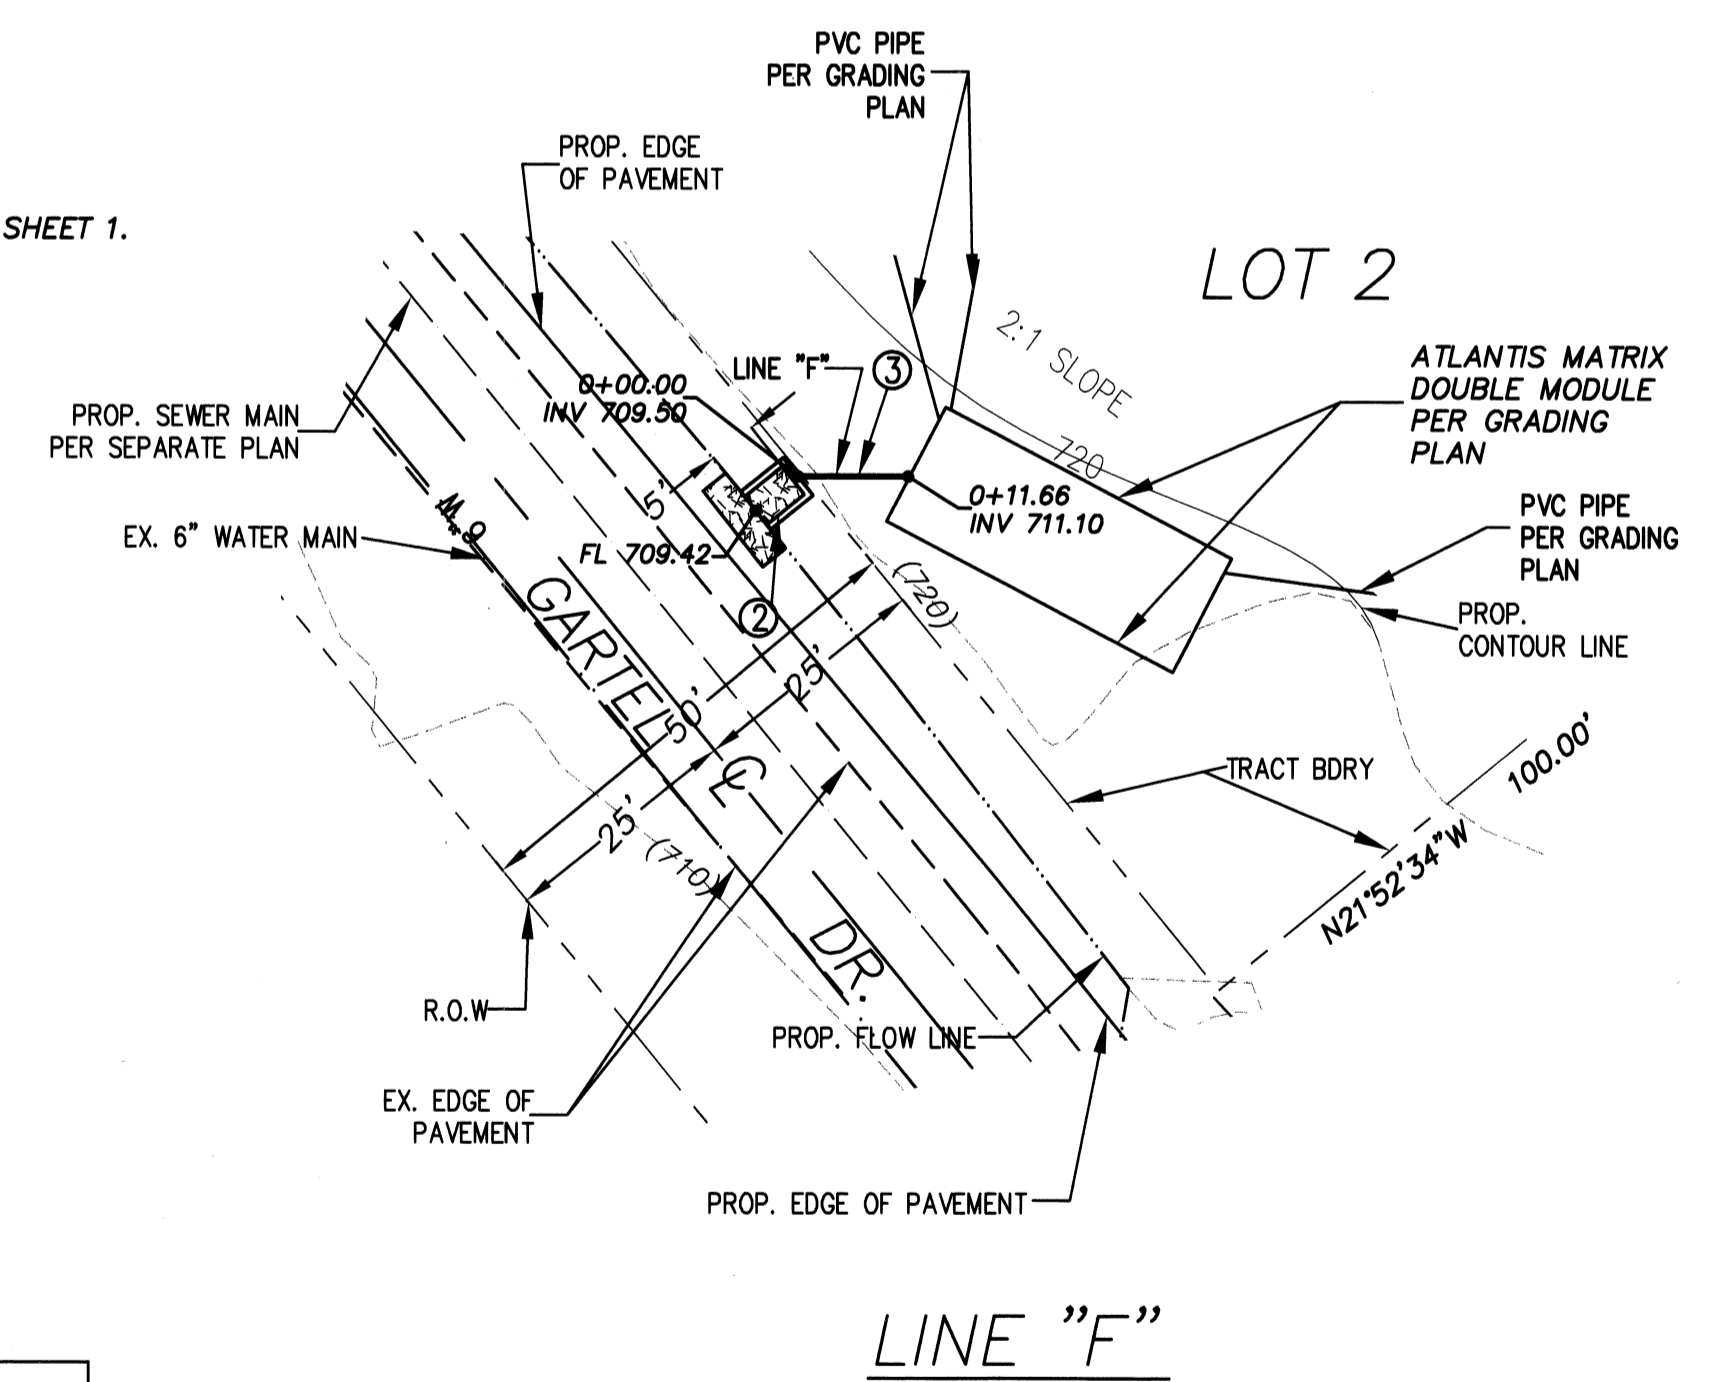 PVC PIPE
PER GRADING
PLAN
PROP. EDGE
OF PAVEMENT
SHEET 1.
LOT 2
2:1 SLOPE
LINE "F"
3
0+00.00
INV 709.50
ATLANTIS MATRIX
DOUBLE MODULE
PER GRADING
PLAN
PROP. SEWER MAIN
PER SEPARATE PLAN
720
5'
0+11.66
INV 711.10
PVC PIPE
PER GRADING
PLAN
EX. 6" WATER MAIN
FL 709.42
(720)
2
PROP.
CONTOUR LINE
GARTEL
DR.
50'
25'
25'
℄
(710)
TRACT BDRY
100.00'
N21°52'34"W
R.O.W
PROP. FLOW LINE
EX. EDGE OF
PAVEMENT
PROP. EDGE OF PAVEMENT
LINE "F"